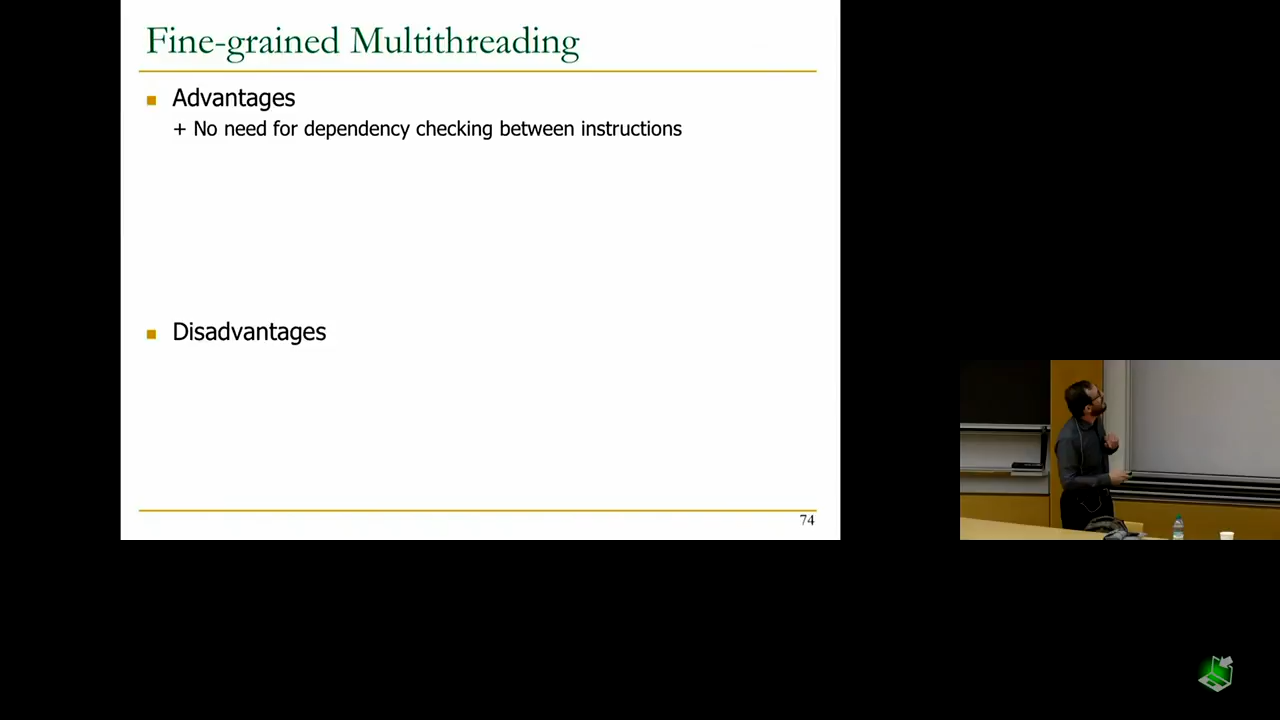 Fine-grained Multithreading
Advantages
+ No need for dependency checking between instructions
Disadvantages
74